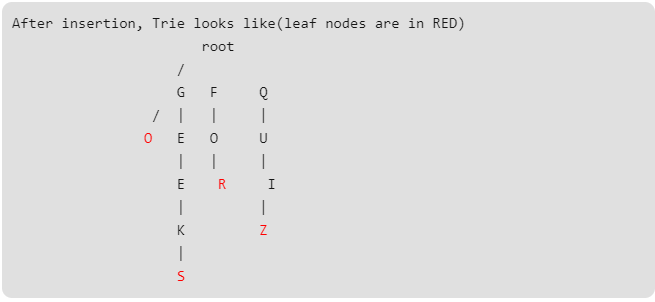 After insertion, Trie looks like(leaf nodes are in RED)
root
/
G F Q
/ | | |
O E O U
| | |
E R I
| |
K Z
|
S